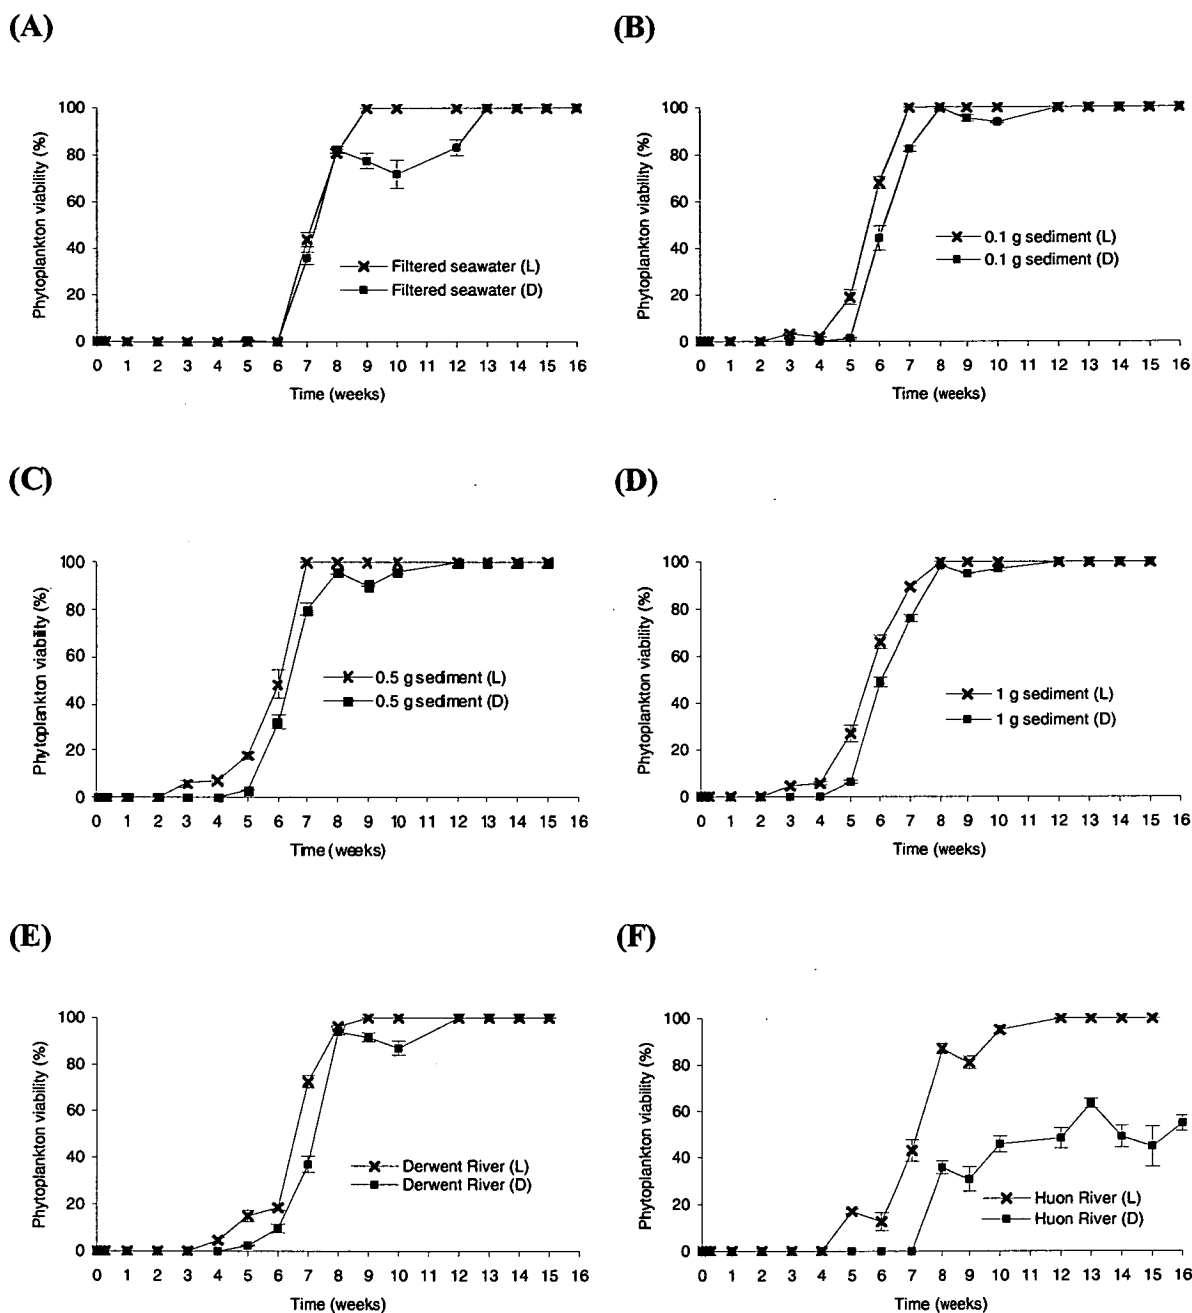 (A)
Phytoplankton viability (%)
100
80
60
40
20
0
Filtered seawater (L)
Filtered seawater (D)
0 1 2 3 4 5 6 7 8 9 10 12 13 14 15 16
Time (weeks)
(B)
Phytoplankton viability (%)
100
80
60
40
20
0
0.1 g sediment (L)
0.1 g sediment (D)
0 1 2 3 4 5 6 7 8 9 10 12 13 14 15 16
Time (weeks)
(C)
Phytoplankton viability (%)
100
80
60
40
20
0
0.5 g sediment (L)
0.5 g sediment (D)
0 1 2 3 4 5 6 7 8 9 10 12 13 14 15 16
Time (weeks)
(D)
Phytoplankton viability (%)
100
80
60
40
20
0
1 g sediment (L)
1 g sediment (D)
0 1 2 3 4 5 6 7 8 9 10 12 13 14 15 16
Time (weeks)
(E)
Phytoplankton viability (%)
100
80
60
40
20
0
Derwent River (L)
Derwent River (D)
0 1 2 3 4 5 6 7 8 9 10 12 13 14 15 16
Time (weeks)
(F)
Phytoplankton viability (%)
100
80
60
40
20
0
Huon River (L)
Huon River (D)
0 1 2 3 4 5 6 7 8 9 10 12 13 14 15 16
Time (weeks)